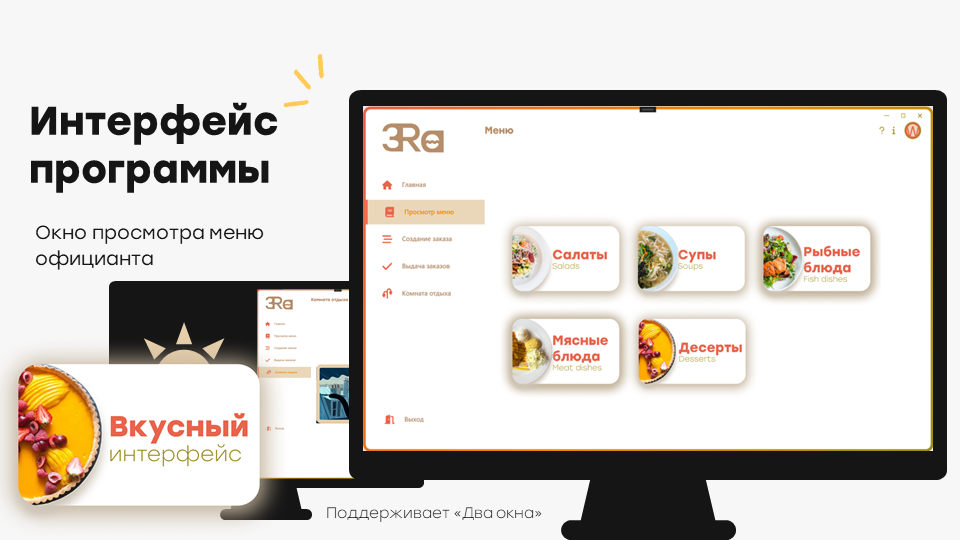 Интерфейс
программы
Окно просмотра меню
официанта
3Ra
Меню
? i
Главная
Просмотр меню
Создание заказа
Выдача заказов
Комната отдыха
Выход
Салаты
Salads
Супы
Soups
Рыбные
блюда
Fish dishes
Мясные
блюда
Meat dishes
Десерты
Desserts
3Ra
Комната отдыха
Главная
Просмотр меню
Создание заказа
Выдача заказов
Комната отдыха
Выход
Вкусный
интерфейс
Поддерживает «Два окна»